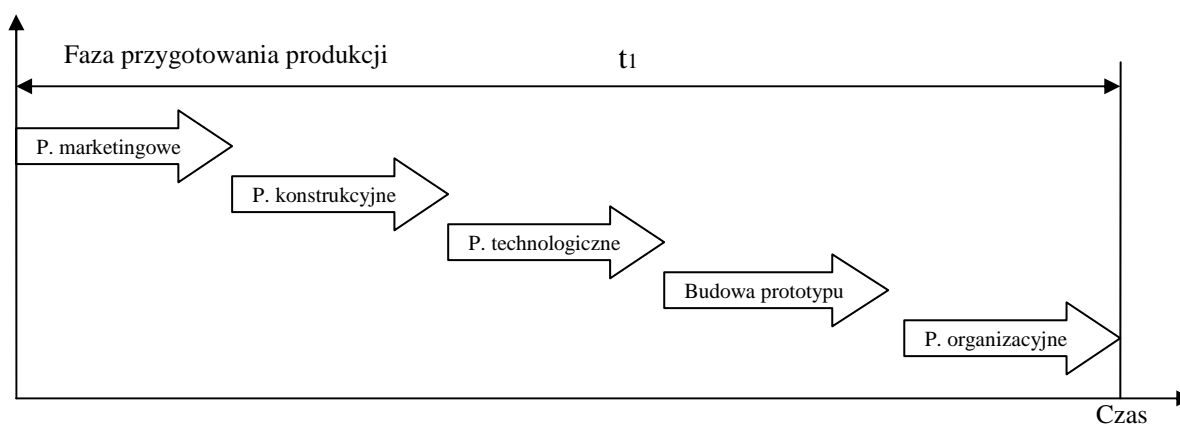 Faza przygotowania produkcji
t1
P. marketingowe
P. konstrukcyjne
P. technologiczne
Budowa prototypu
P. organizacyjne
Czas